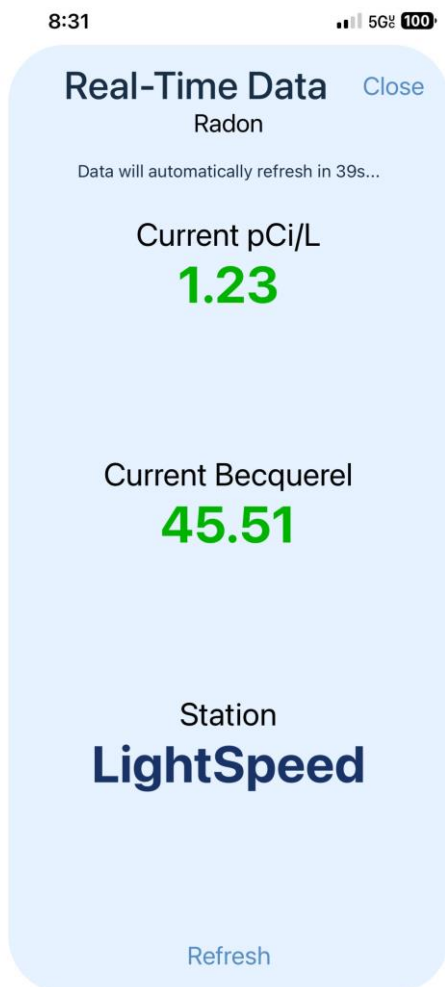 8:31 5G 100
Real-Time Data Close
Radon
Data will automatically refresh in 39s...
Current pCi/L
1.23
Current Becquerel
45.51
Station
LightSpeed
Refresh